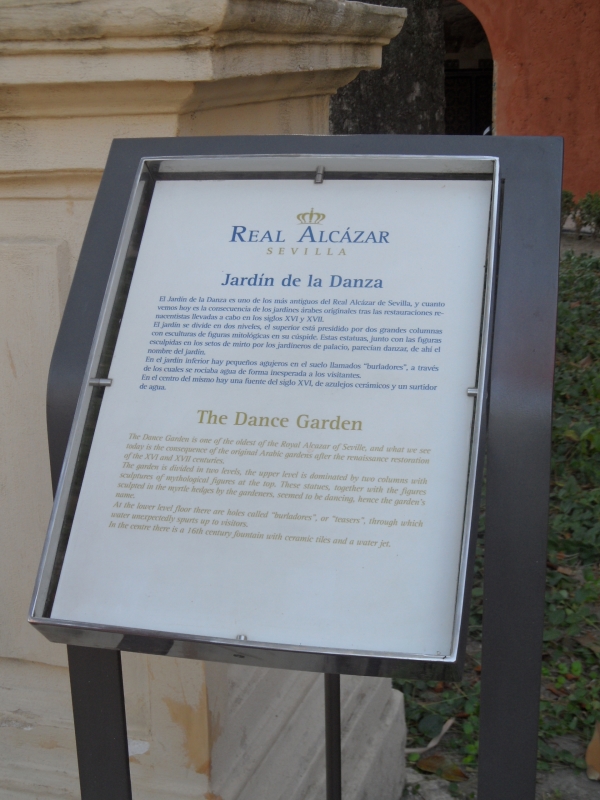 REAL ALCÁZAR
SEVILLA
Jardín de la Danza
El Jardín de la Danza es uno de los más antiguos del Real Alcázar de Sevilla, y cuanto
vemos hoy es la consecuencia de los jardines árabes originales tras las restauraciones re-
nacentistas llevadas a cabo en los siglos XVI y XVII.
El jardín se divide en dos niveles, el superior está presidido por dos grandes columnas
con esculturas de figuras mitológicas en su cúspide. Estas estatuas, junto con las figuras
esculpidas en los setos de mirto por los jardineros de palacio, parecían danzar, de ahí el
nombre del jardín.
En el jardín inferior hay pequeños agujeros en el suelo llamados "burladores", a través
de los cuales se rociaba agua de forma inesperada a los visitantes.
En el centro del mismo hay una fuente del siglo XVI, de azulejos cerámicos y un surtidor
de agua.
The Dance Garden
The Dance Garden is one of the oldest of the Royal Alcazar of Seville, and what we see
today is the consequence of the original Arabic gardens after the renaissance restoration
of the XVI and XVII centuries.
The garden is divided in two levels, the upper level is dominated by two columns with
sculptures of mythological figures at the top. These statues, together with the figures
sculpted in the myrtle hedges by the gardeners, seemed to be dancing, hence the garden's
name.
At the lower level floor there are holes called "burladores", or "teasers", through which
water unexpectedly spurts up to visitors.
In the centre there is a 16th century fountain with ceramic tiles and a water jet.